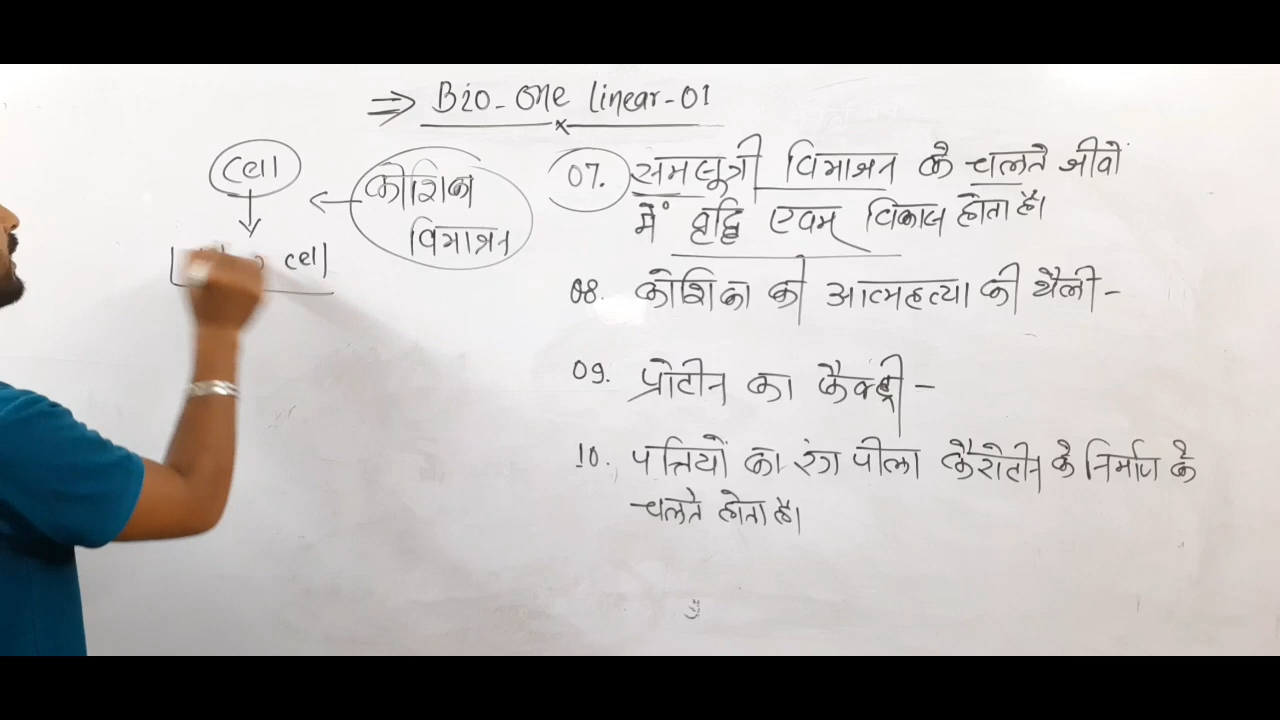 ⇒ Bio-One linear-01
cell
कोशिका
विभाजन
cell
07. समसूत्री विभाजन के चलते जीवों
में वृद्धि एवम् विकास होता है।
08. कोशिका की आत्महत्या की थैली-
09. प्रोटीन का फैक्ट्री-
10. पत्तियों का रंग पीला कैरोटीन के निर्माण के
चलते होता है।